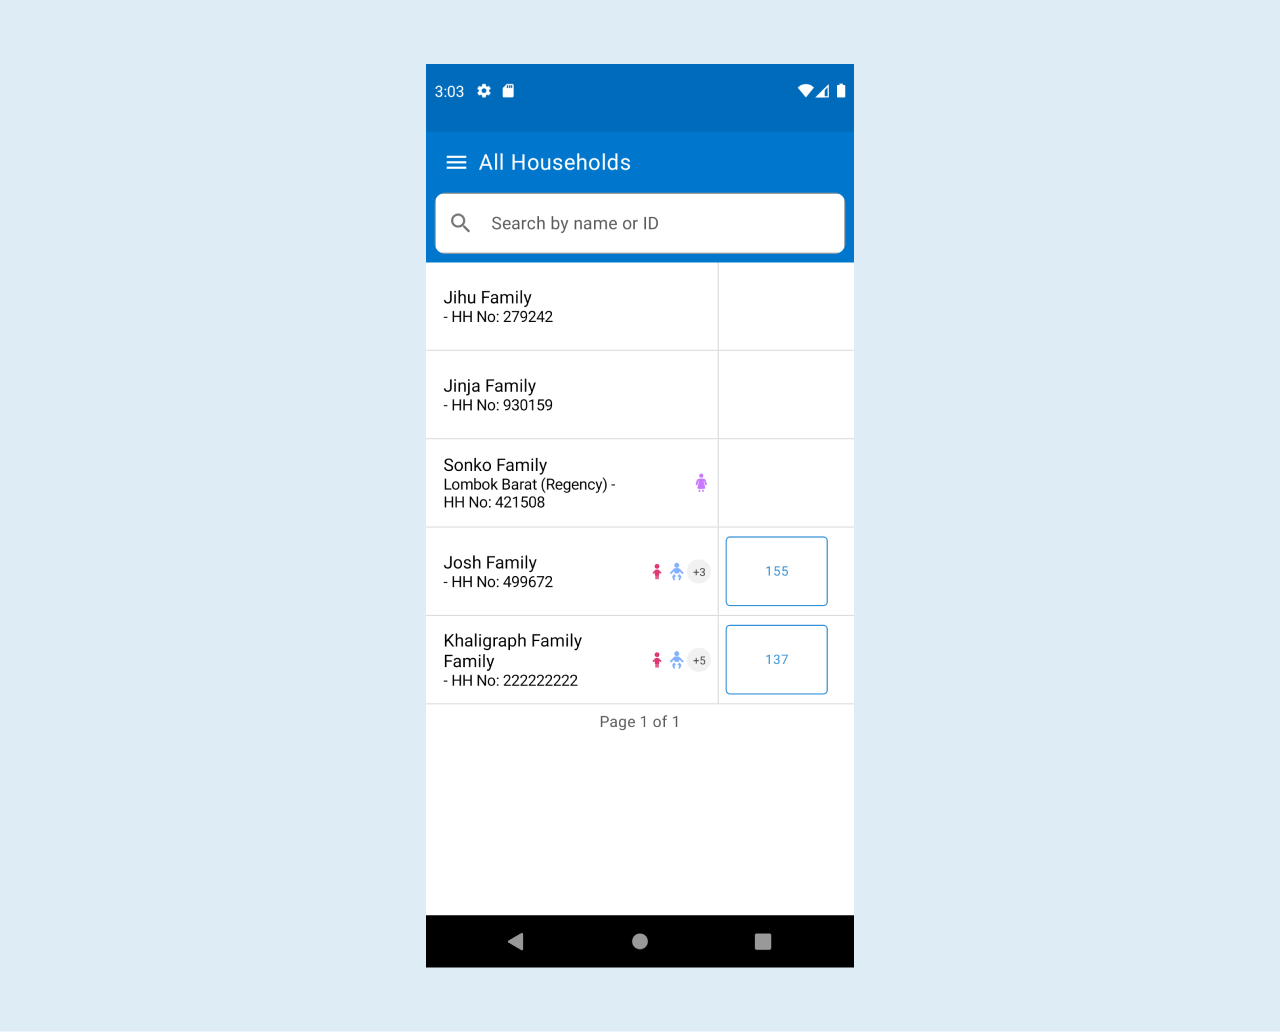 3:03
All Households
Search by name or ID
Jihu Family
- HH No: 279242
Jinja Family
- HH No: 930159
Sonko Family
Lombok Barat (Regency) -
HH No: 421508
Josh Family
- HH No: 499672
+3
155
Khaligraph Family
Family
- HH No: 222222222
+5
137
Page 1 of 1